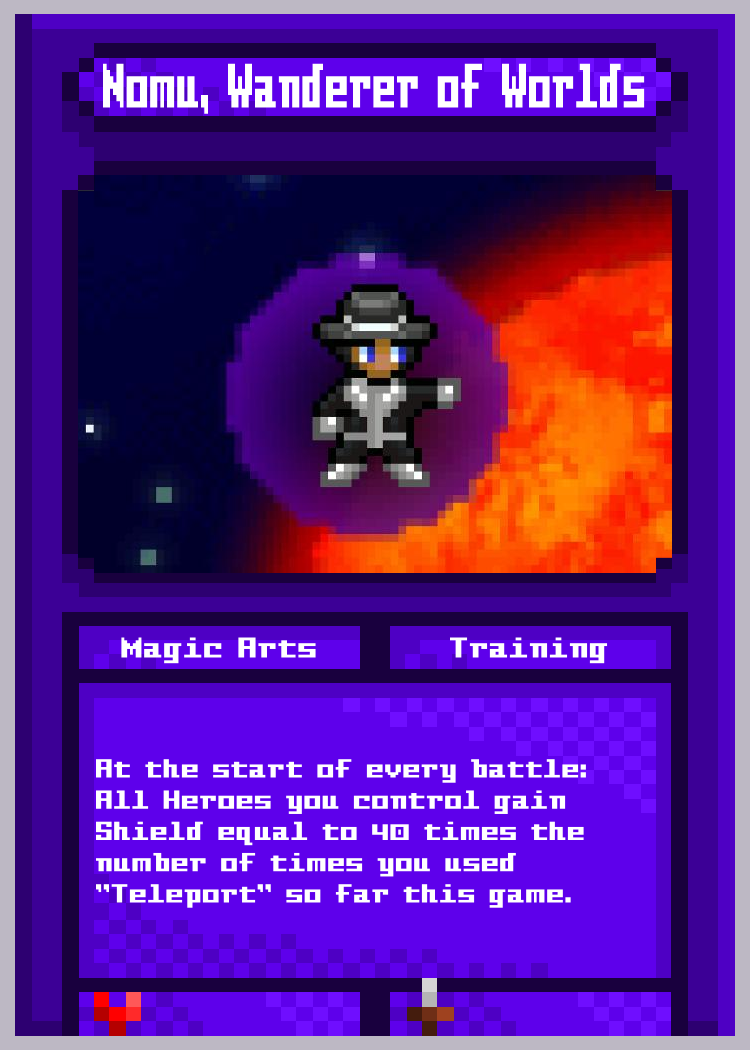 Nomu, Wanderer of Worlds
Magic Arts
Training
At the start of every battle:
All Heroes you control gain
Shield equal to 40 times the
number of times you used
"Teleport" so far this game.